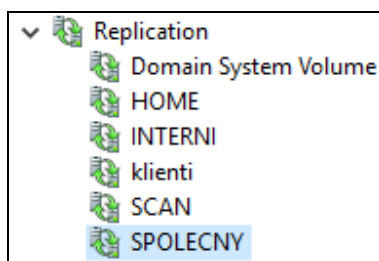 Replication
Domain System Volume
HOME
INTERNI
klienti
SCAN
SPOLECNY